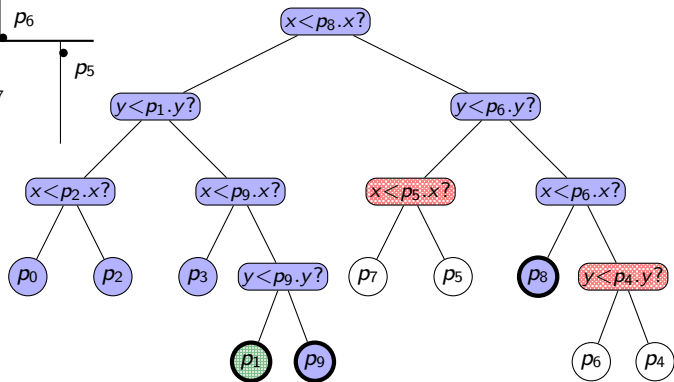 p₆
x<p₈.x?
p₅
y<p₁.y?
y<p₆.y?
x<p₂.x?
x<p₉.x?
x<p₅.x?
x<p₆.x?
p₀
p₂
p₃
y<p₉.y?
p₇
p₅
p₈
y<p₄.y?
p₁
p₉
p₆
p₄